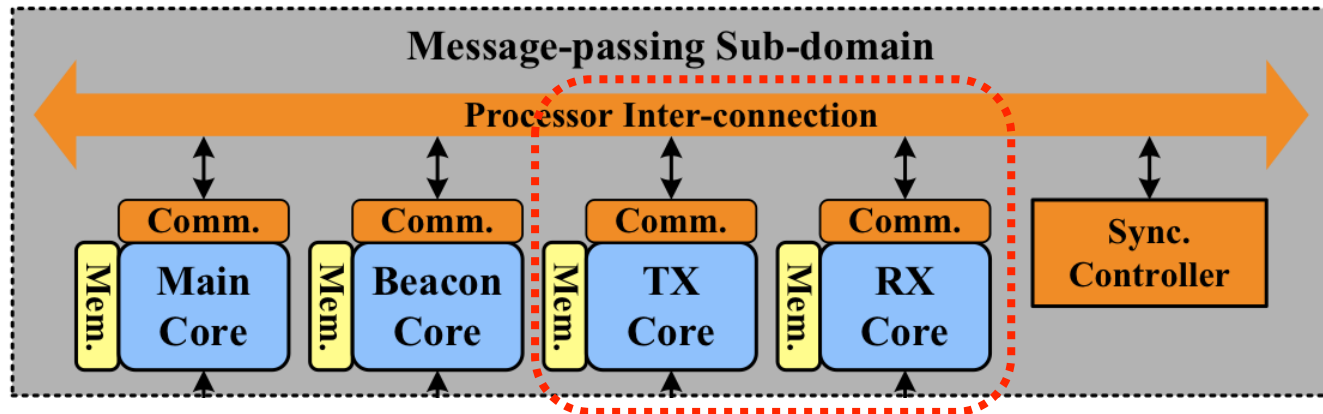 Message-passing Sub-domain
Processor Inter-connection
Comm.
Comm.
Comm.
Comm.
Mem.
Main
Core
Mem.
Beacon
Core
Mem.
TX
Core
Mem.
RX
Core
Sync.
Controller